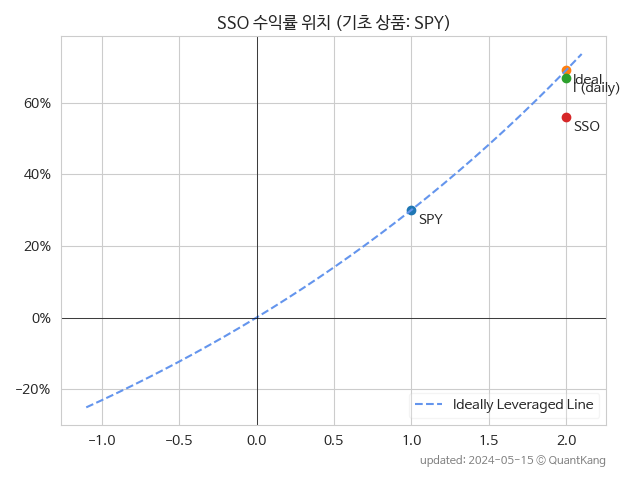 SSO 수익률 위치 (기초 상품: SPY)
60%
40%
20%
0%
−20%
Ideal
I (daily)
SSO
SPY
Ideally Leveraged Line
−1.0 −0.5 0.0 0.5 1.0 1.5 2.0
updated: 2024-05-15 © QuantKang